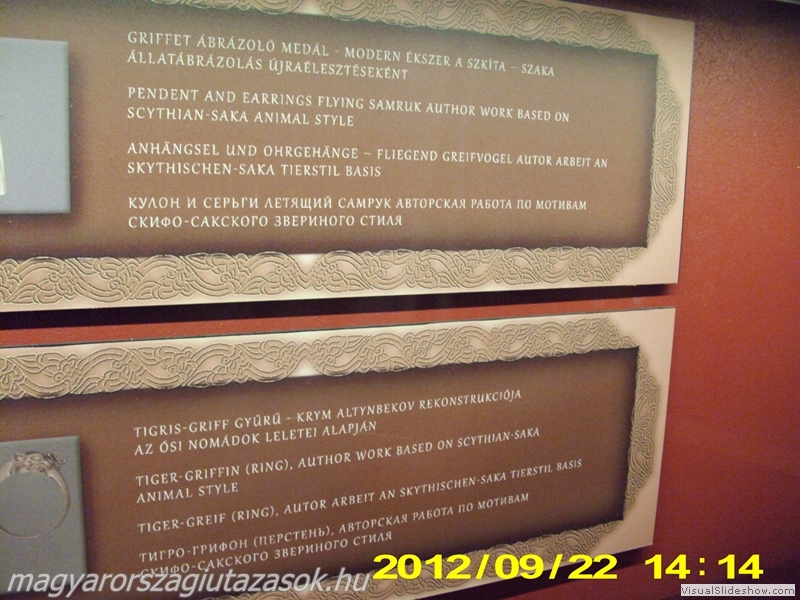 GRIFFET ÁBRÁZOLÓ MEDÁL - MODERN ÉKSZER A SZKÍTA – SZAKA
ÁLLATÁBRÁZOLÁS ÚJRAÉLESZTÉSEKÉNT
PENDENT AND EARRINGS FLYING SAMRUK AUTHOR WORK BASED ON
SCYTHIAN-SAKA ANIMAL STYLE
ANHÄNGSEL UND OHRGEHÄNGE – FLIEGEND GREIFVOGEL AUTOR ARBEIT AN
SKYTHISCHEN-SAKA TIERSTIL BASIS
КУЛОН И СЕРЬГИ ЛЕТЯЩИЙ САМРУК АВТОРСКАЯ РАБОТА ПО МОТИВАМ
СКИФО-САКСКОГО ЗВЕРИНОГО СТИЛЯ
TIGRIS-GRIFF GYŰRŰ - KRYM ALTYNBEKOV REKONSTRUKCIÓJA
AZ ŐSI NOMÁDOK LELETEI ALAPJÁN
TIGER-GRIFFIN (RING), AUTHOR WORK BASED ON SCYTHIAN-SAKA
ANIMAL STYLE
TIGER-GREIF (RING), AUTOR ARBEIT AN SKYTHISCHEN-SAKA TIERSTIL BASIS
ТИГРО-ГРИФОН (ПЕРСТЕНЬ), АВТОРСКАЯ РАБОТА ПО МОТИВАМ
СКИФО-САКСКОГО ЗВЕРИНОГО СТИЛЯ
magyarországiutazasok.hu
2012/09/22 14:14
VisualSlideshow.com